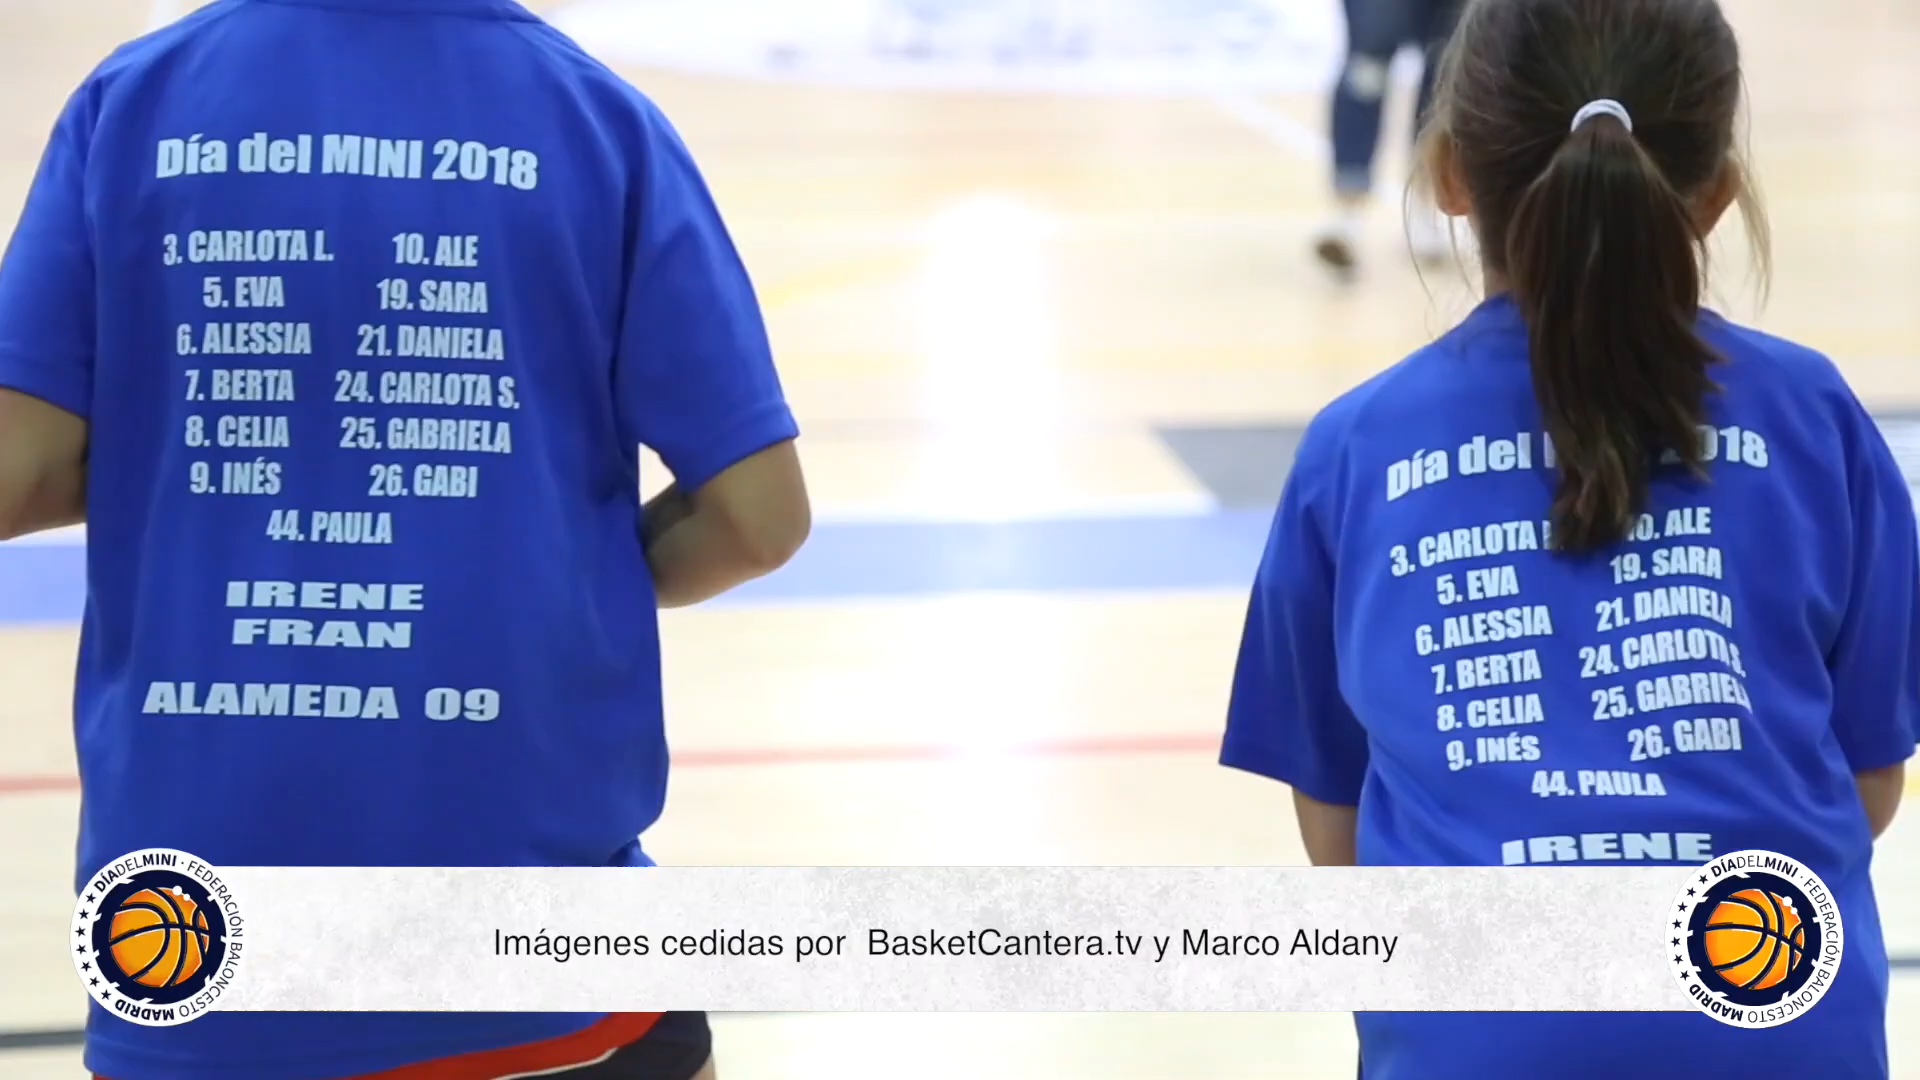 Día del MINI 2018
3. CARLOTA L. 10. ALE
5. EVA 19. SARA
6. ALESSIA 21. DANIELA
7. BERTA 24. CARLOTA S.
8. CELIA 25. GABRIELA
9. INÉS 26. GABI
44. PAULA
IRENE
FRAN
ALAMEDA 09
Día del 2018
3. CARLOTA 10. ALE
5. EVA 19. SARA
6. ALESSIA 21. DANIELA
7. BERTA 24. CARLOTA S.
8. CELIA 25. GABRIELA
9. INÉS 26. GABI
44. PAULA
IRENE
DÍADELMINI · FEDERACIÓN BALONCESTO MADRID
Imágenes cedidas por BasketCantera.tv y Marco Aldany
DÍADELMINI · FEDERACIÓN BALONCESTO MADRID